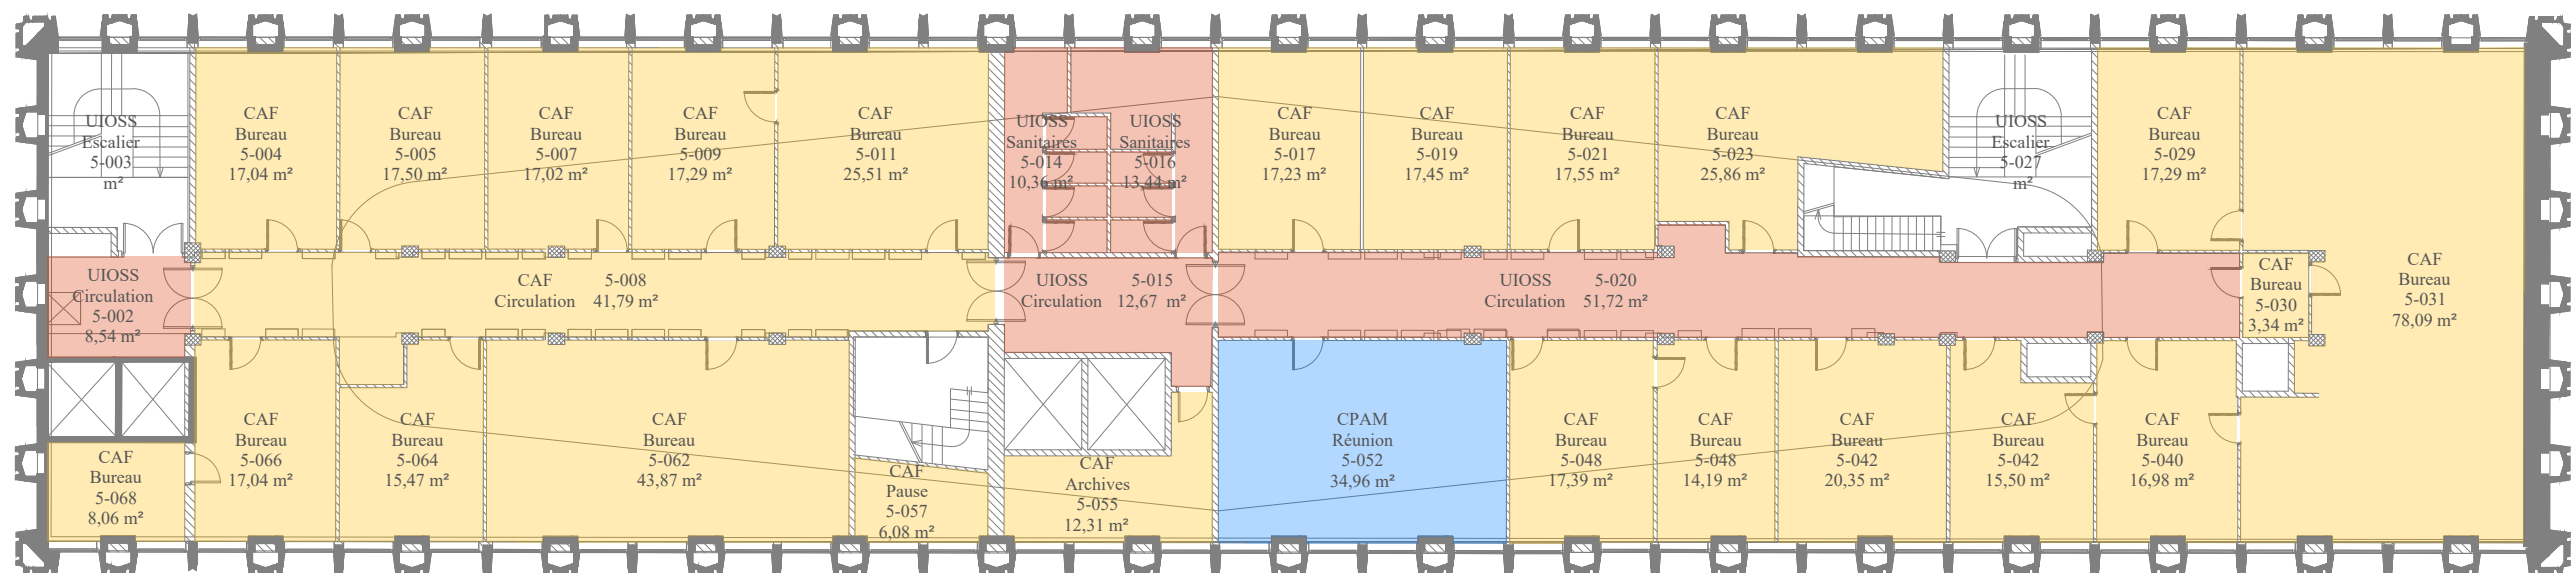 UIOSS
Escalier
5-003
m²
CAF
Bureau
5-004
17,04 m²
CAF
Bureau
5-005
17,50 m²
CAF
Bureau
5-007
17,02 m²
CAF
Bureau
5-009
17,29 m²
CAF
Bureau
5-011
25,51 m²
UIOSS
Sanitaires
5-014
10,36 m²
UIOSS
Sanitaires
5-016
13,44 m²
CAF
Bureau
5-017
17,23 m²
CAF
Bureau
5-019
17,45 m²
CAF
Bureau
5-021
17,55 m²
CAF
Bureau
5-023
25,86 m²
UIOSS
Escalier
5-027
m²
CAF
Bureau
5-029
17,29 m²
UIOSS
Circulation
5-002
8,54 m²
CAF 5-008
Circulation 41,79 m²
UIOSS 5-015
Circulation 12,67 m²
UIOSS 5-020
Circulation 51,72 m²
CAF
Bureau
5-030
3,34 m²
CAF
Bureau
5-031
78,09 m²
CAF
Bureau
5-068
8,06 m²
CAF
Bureau
5-066
17,04 m²
CAF
Bureau
5-064
15,47 m²
CAF
Bureau
5-062
43,87 m²
CAF
Pause
5-057
6,08 m²
CAF
Archives
5-055
12,31 m²
CPAM
Réunion
5-052
34,96 m²
CAF
Bureau
5-048
17,39 m²
CAF
Bureau
5-048
14,19 m²
CAF
Bureau
5-042
20,35 m²
CAF
Bureau
5-042
15,50 m²
CAF
Bureau
5-040
16,98 m²